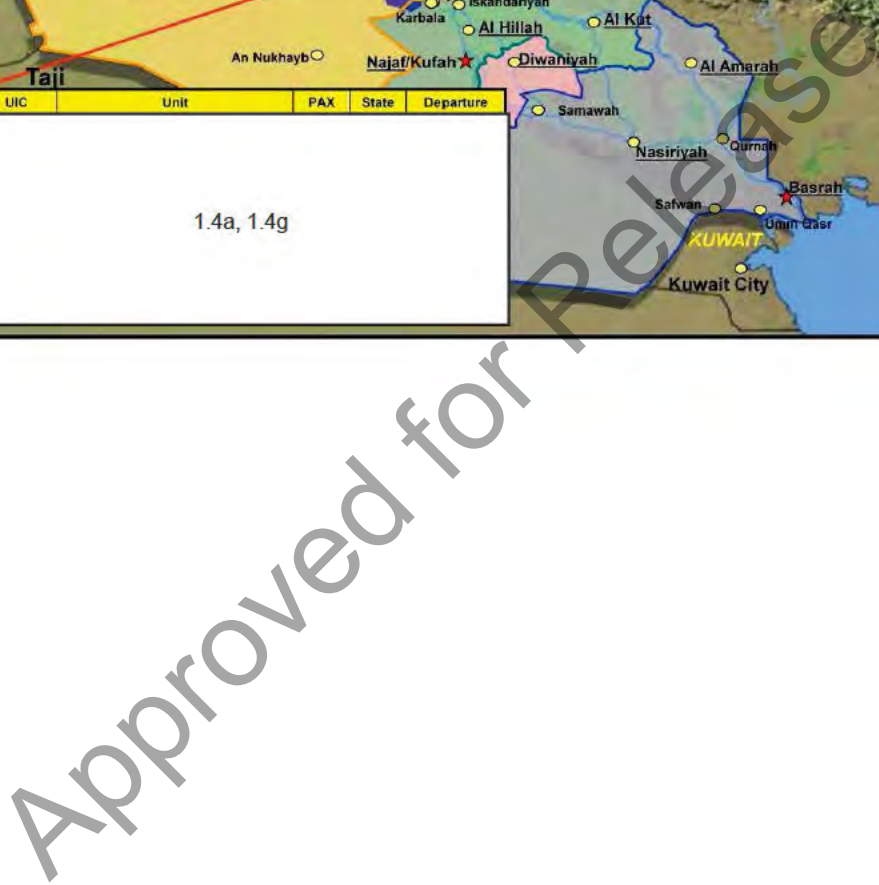 Iskandariyah
Karbala
Al Hillah
Al Kut
An Nukhayb
Najaf/Kufah
Diwaniyah
Al Amarah
Taji
UIC Unit PAX State Departure
Samawah
Qurnah
Nasiriyah
1.4a, 1.4g
Basrah
Safwan
Umm Qasr
KUWAIT
Kuwait City
Approved for Release